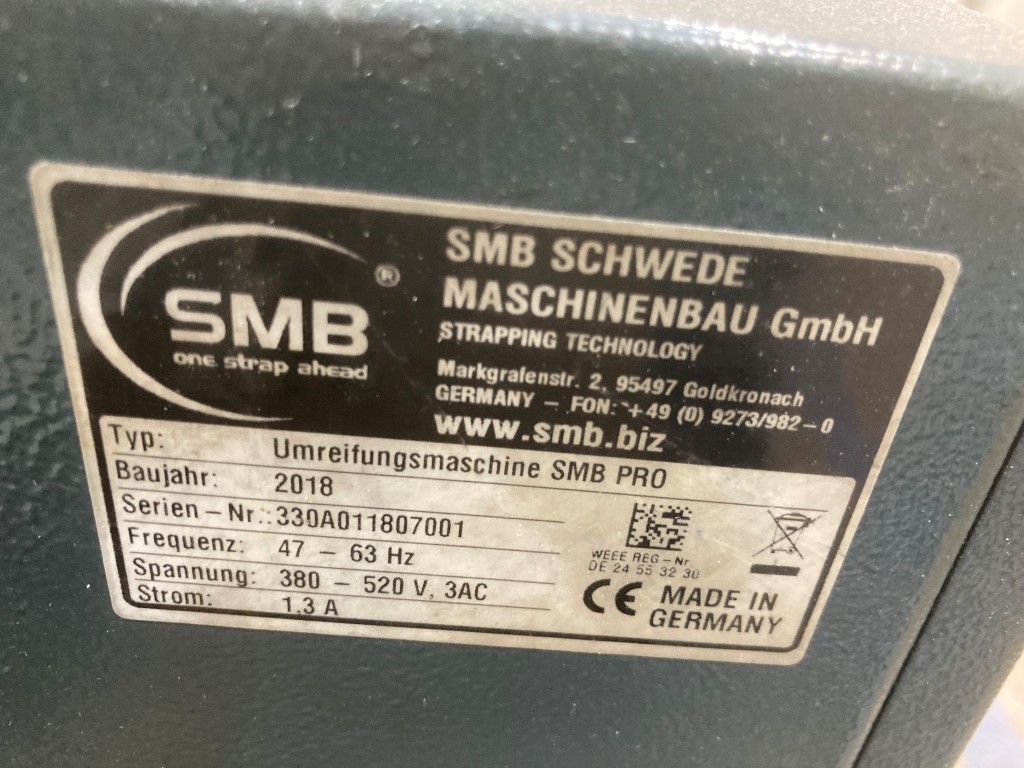 SMB®
one strap ahead
SMB SCHWEDE
MASCHINENBAU GmbH
STRAPPING TECHNOLOGY
Markgrafenstr. 2, 95497 Goldkronach
GERMANY – FON: +49 (0) 9273/982-0
www.smb.biz
Typ: Umreifungsmaschine SMB PRO
Baujahr: 2018
Serien-Nr.: 330A011807001
Frequenz: 47 – 63 Hz
Spannung: 380 – 520 V, 3AC
Strom: 1.3 A
WEEE REG-Nr
DE 24 55 32 30
CE MADE IN
GERMANY